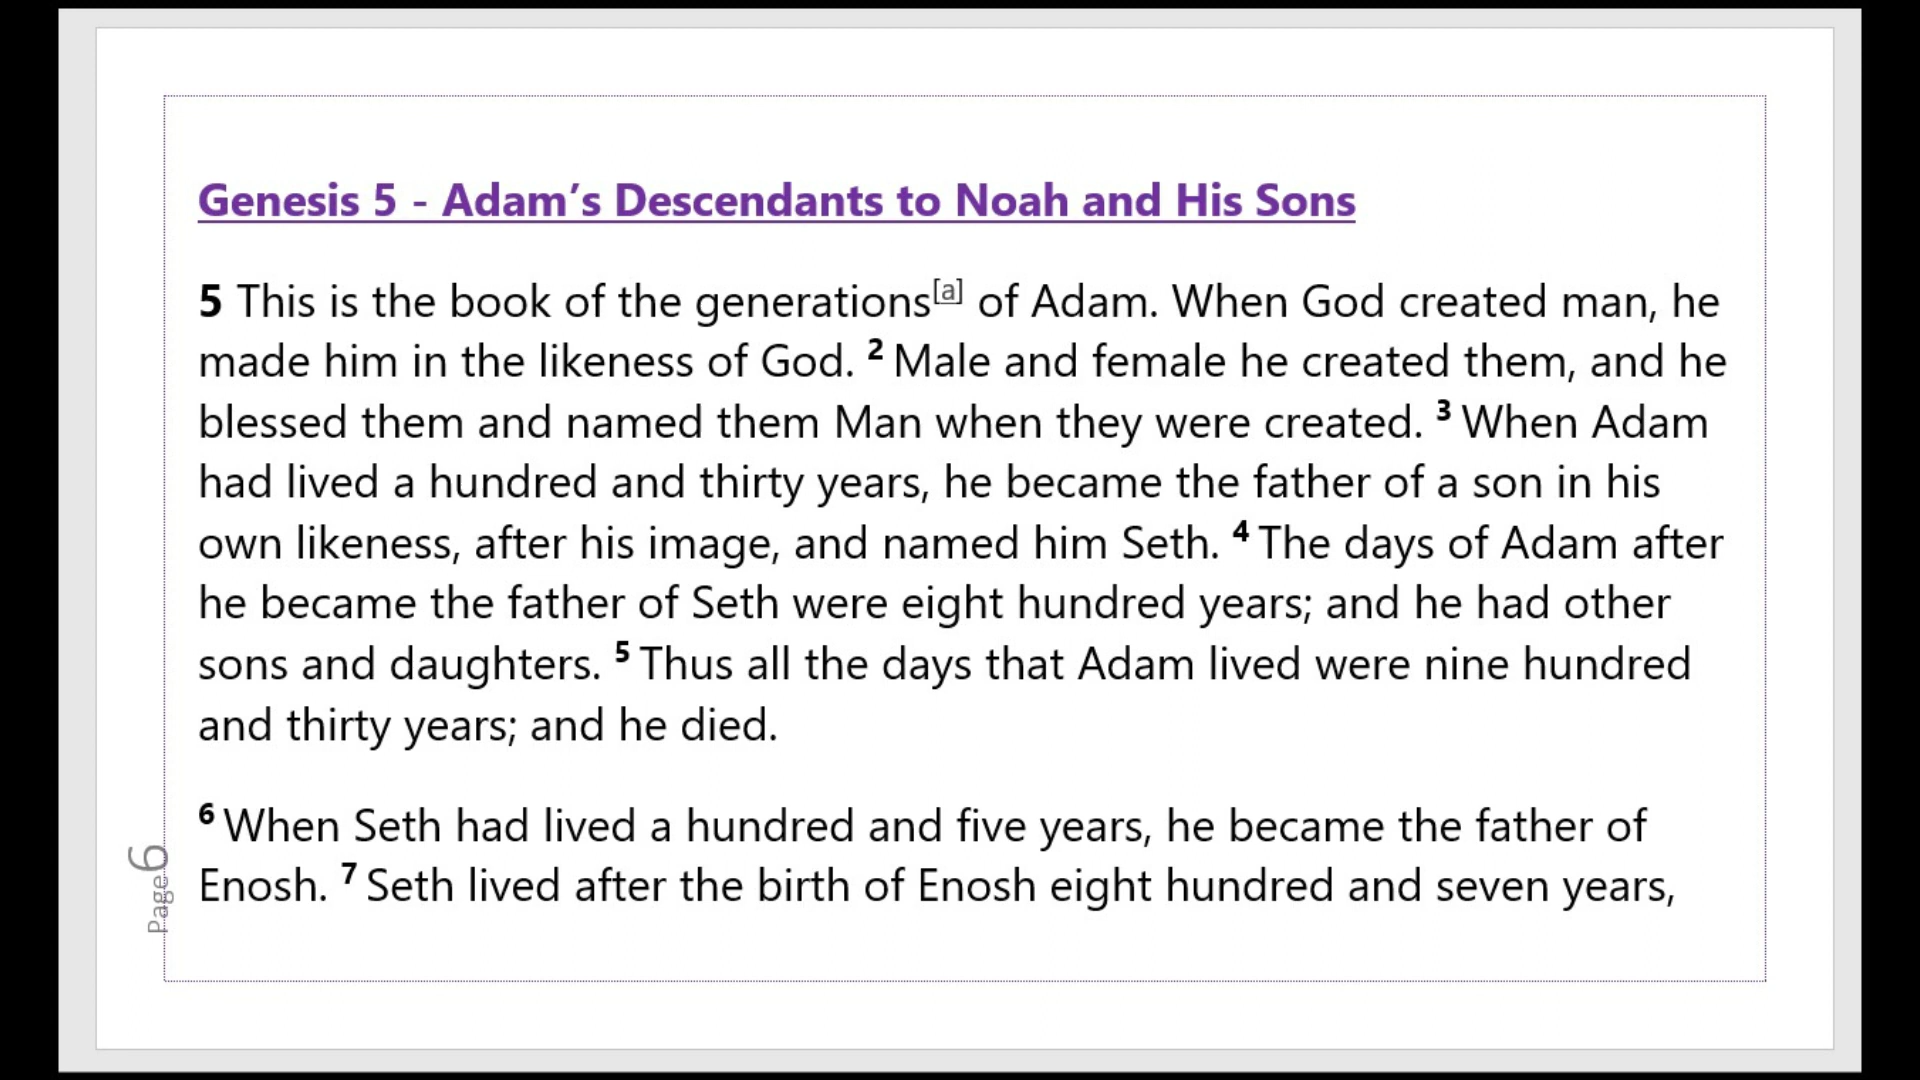 Genesis 5 - Adam’s Descendants to Noah and His Sons
5 This is the book of the generations[a] of Adam. When God created man, he
made him in the likeness of God. 2 Male and female he created them, and he
blessed them and named them Man when they were created. 3 When Adam
had lived a hundred and thirty years, he became the father of a son in his
own likeness, after his image, and named him Seth. 4 The days of Adam after
he became the father of Seth were eight hundred years; and he had other
sons and daughters. 5 Thus all the days that Adam lived were nine hundred
and thirty years; and he died.
6 When Seth had lived a hundred and five years, he became the father of
Enosh. 7 Seth lived after the birth of Enosh eight hundred and seven years,
Page 6